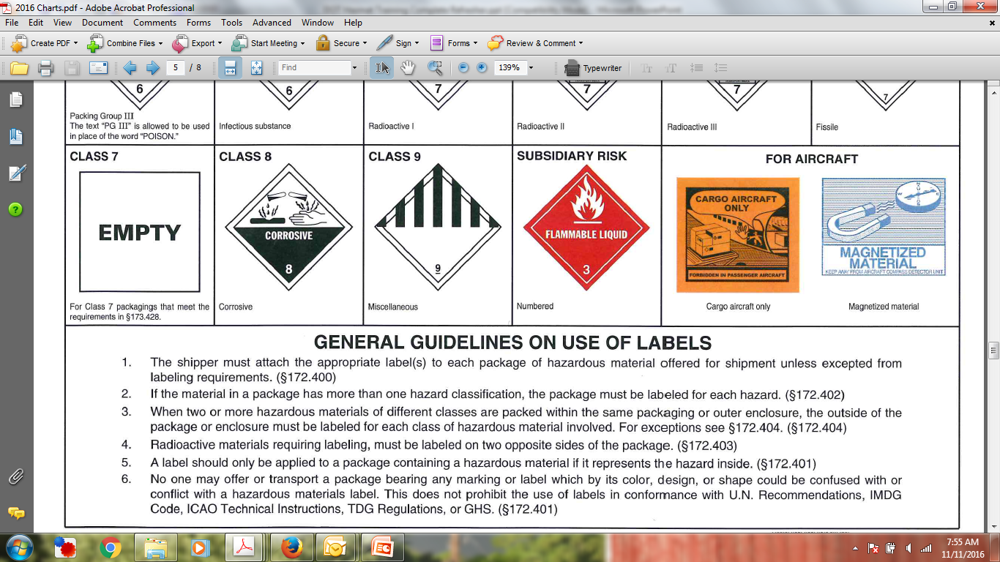 2016 Charts.pdf - Adobe Acrobat Professional
File Edit View Document Comments Forms Tools Advanced Window Help
Create PDF Combine Files Export Start Meeting Secure Sign Forms Review & Comment
5 / 8 Find 139% Typewriter
6 6 7 7 7 7
Packing Group III
The text “PG III” is allowed to be used
in place of the word “POISON.”
Infectious substance
Radioactive I
Radioactive II
Radioactive III
Fissile
CLASS 7
EMPTY
For Class 7 packagings that meet the
requirements in §173.428.
CLASS 8
CORROSIVE
8
Corrosive
CLASS 9
9
Miscellaneous
SUBSIDIARY RISK
FLAMMABLE LIQUID
3
Numbered
FOR AIRCRAFT
CARGO AIRCRAFT
ONLY
FORBIDDEN IN PASSENGER AIRCRAFT
Cargo aircraft only
MAGNETIZED
MATERIAL
KEEP AWAY FROM AIRCRAFT COMPASS DETECTOR UNIT
Magnetized material
GENERAL GUIDELINES ON USE OF LABELS
1. The shipper must attach the appropriate label(s) to each package of hazardous material offered for shipment unless excepted from
labeling requirements. (§172.400)
2. If the material in a package has more than one hazard classification, the package must be labeled for each hazard. (§172.402)
3. When two or more hazardous materials of different classes are packed within the same packaging or outer enclosure, the outside of the
package or enclosure must be labeled for each class of hazardous material involved. For exceptions see §172.404. (§172.404)
4. Radioactive materials requiring labeling, must be labeled on two opposite sides of the package. (§172.403)
5. A label should only be applied to a package containing a hazardous material if it represents the hazard inside. (§172.401)
6. No one may offer or transport a package bearing any marking or label which by its color, design, or shape could be confused with or
conflict with a hazardous materials label. This does not prohibit the use of labels in conformance with U.N. Recommendations, IMDG
Code, ICAO Technical Instructions, TDG Regulations, or GHS. (§172.401)
7:55 AM
11/11/2016